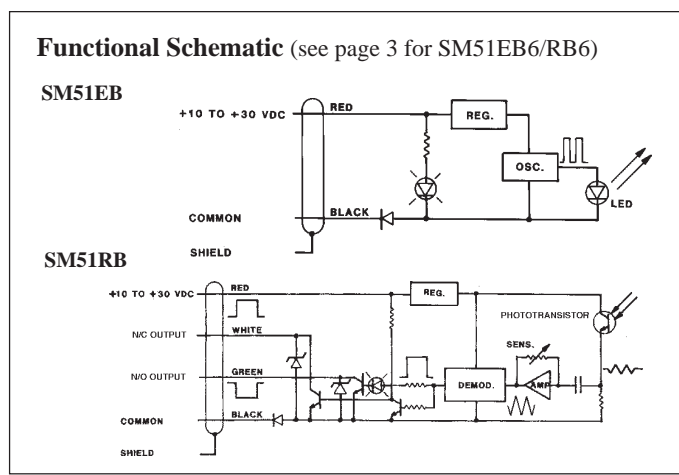 Functional Schematic (see page 3 for SM51EB6/RB6)
SM51EB
+10 TO +30 VDC
RED
REG.
OSC.
LED
COMMON
BLACK
SHIELD
SM51RB
+10 TO +30 VDC
RED
REG.
PHOTOTRANSISTOR
N/C OUTPUT
WHITE
SENS.
N/O OUTPUT
GREEN
DEMOD.
AMP
COMMON
BLACK
SHIELD